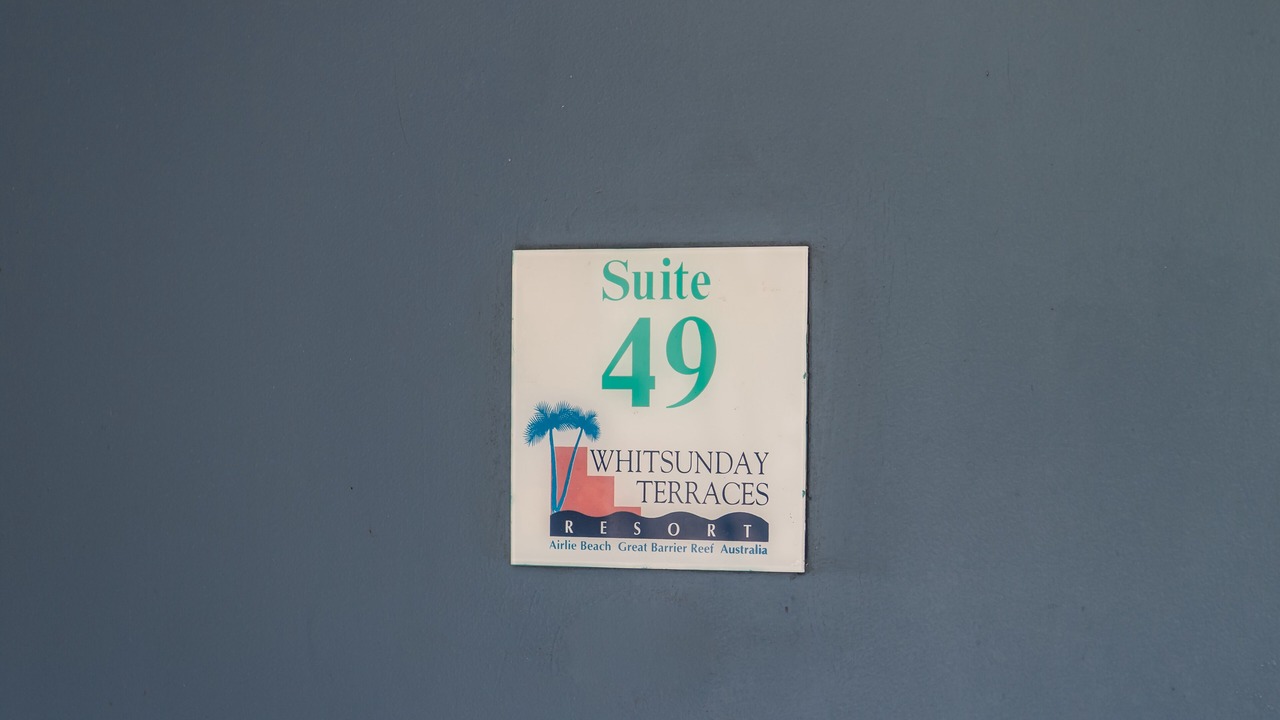 Suite
49
WHITSUNDAY
TERRACES
RESORT
Airlie Beach Great Barrier Reef Australia